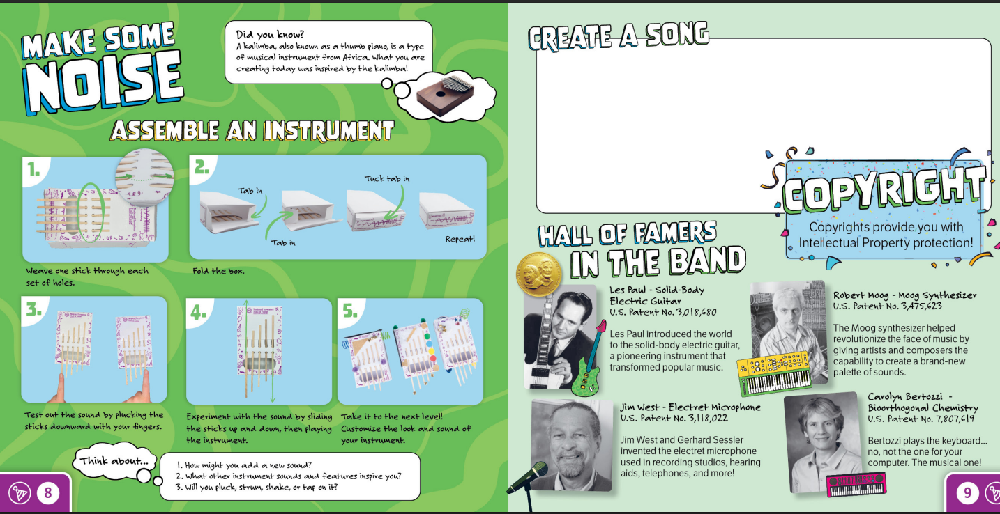 MAKE SOME
NOISE
Did you know?
A kalimba, also known as a thumb piano, is a type
of musical instrument from Africa. What you are
creating today was inspired by the kalimba!
ASSEMBLE AN INSTRUMENT
1.
Weave one stick through each
set of holes.
2.
Tab in
Tab in
Tuck tab in
Repeat!
Fold the box.
3.
Test out the sound by plucking the
sticks downward with your fingers.
4.
Experiment with the sound by sliding
the sticks up and down, then playing
the instrument.
5.
Take it to the next level!
Customize the look and sound of
your instrument.
Think about...
1. How might you add a new sound?
2. What other instrument sounds and features inspire you?
3. Will you pluck, strum, shake, or tap on it?
8
CREATE A SONG
COPYRIGHT
Copyrights provide you with
Intellectual Property protection!
HALL OF FAMERS
IN THE BAND
Les Paul - Solid-Body
Electric Guitar
U.S. Patent No. 3,018,680
Les Paul introduced the world
to the solid-body electric guitar,
a pioneering instrument that
transformed popular music.
Robert Moog - Moog Synthesizer
U.S. Patent No. 3,475,623
The Moog synthesizer helped
revolutionize the face of music by
giving artists and composers the
capability to create a brand-new
palette of sounds.
Jim West - Electret Microphone
U.S. Patent No. 3,118,022
Jim West and Gerhard Sessler
invented the electret microphone
used in recording studios, hearing
aids, telephones, and more!
Carolyn Bertozzi -
Bioorthogonal Chemistry
U.S. Patent No. 7,807,619
Bertozzi plays the keyboard...
no, not the one for your
computer. The musical one!
9